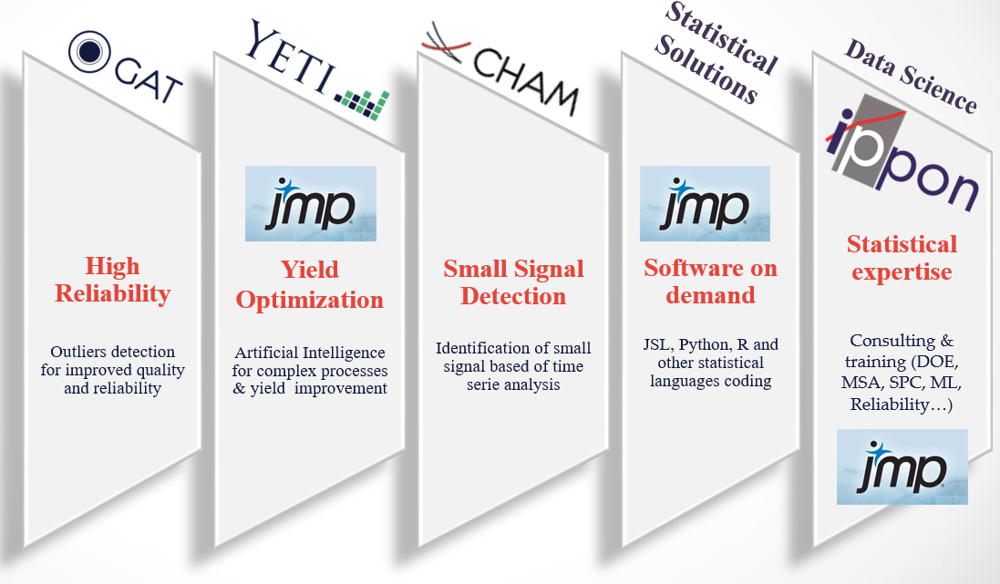 GAT
High
Reliability
Outliers detection
for improved quality
and reliability
YETI
jmp
Yield
Optimization
Artificial Intelligence
for complex processes
& yield improvement
CHAM
Small Signal
Detection
Identification of small
signal based of time
serie analysis
Statistical
Solutions
jmp
Software on
demand
JSL, Python, R and
other statistical
languages coding
Data Science
ippon
Statistical
expertise
Consulting &
training (DOE,
MSA, SPC, ML,
Reliability…)
jmp